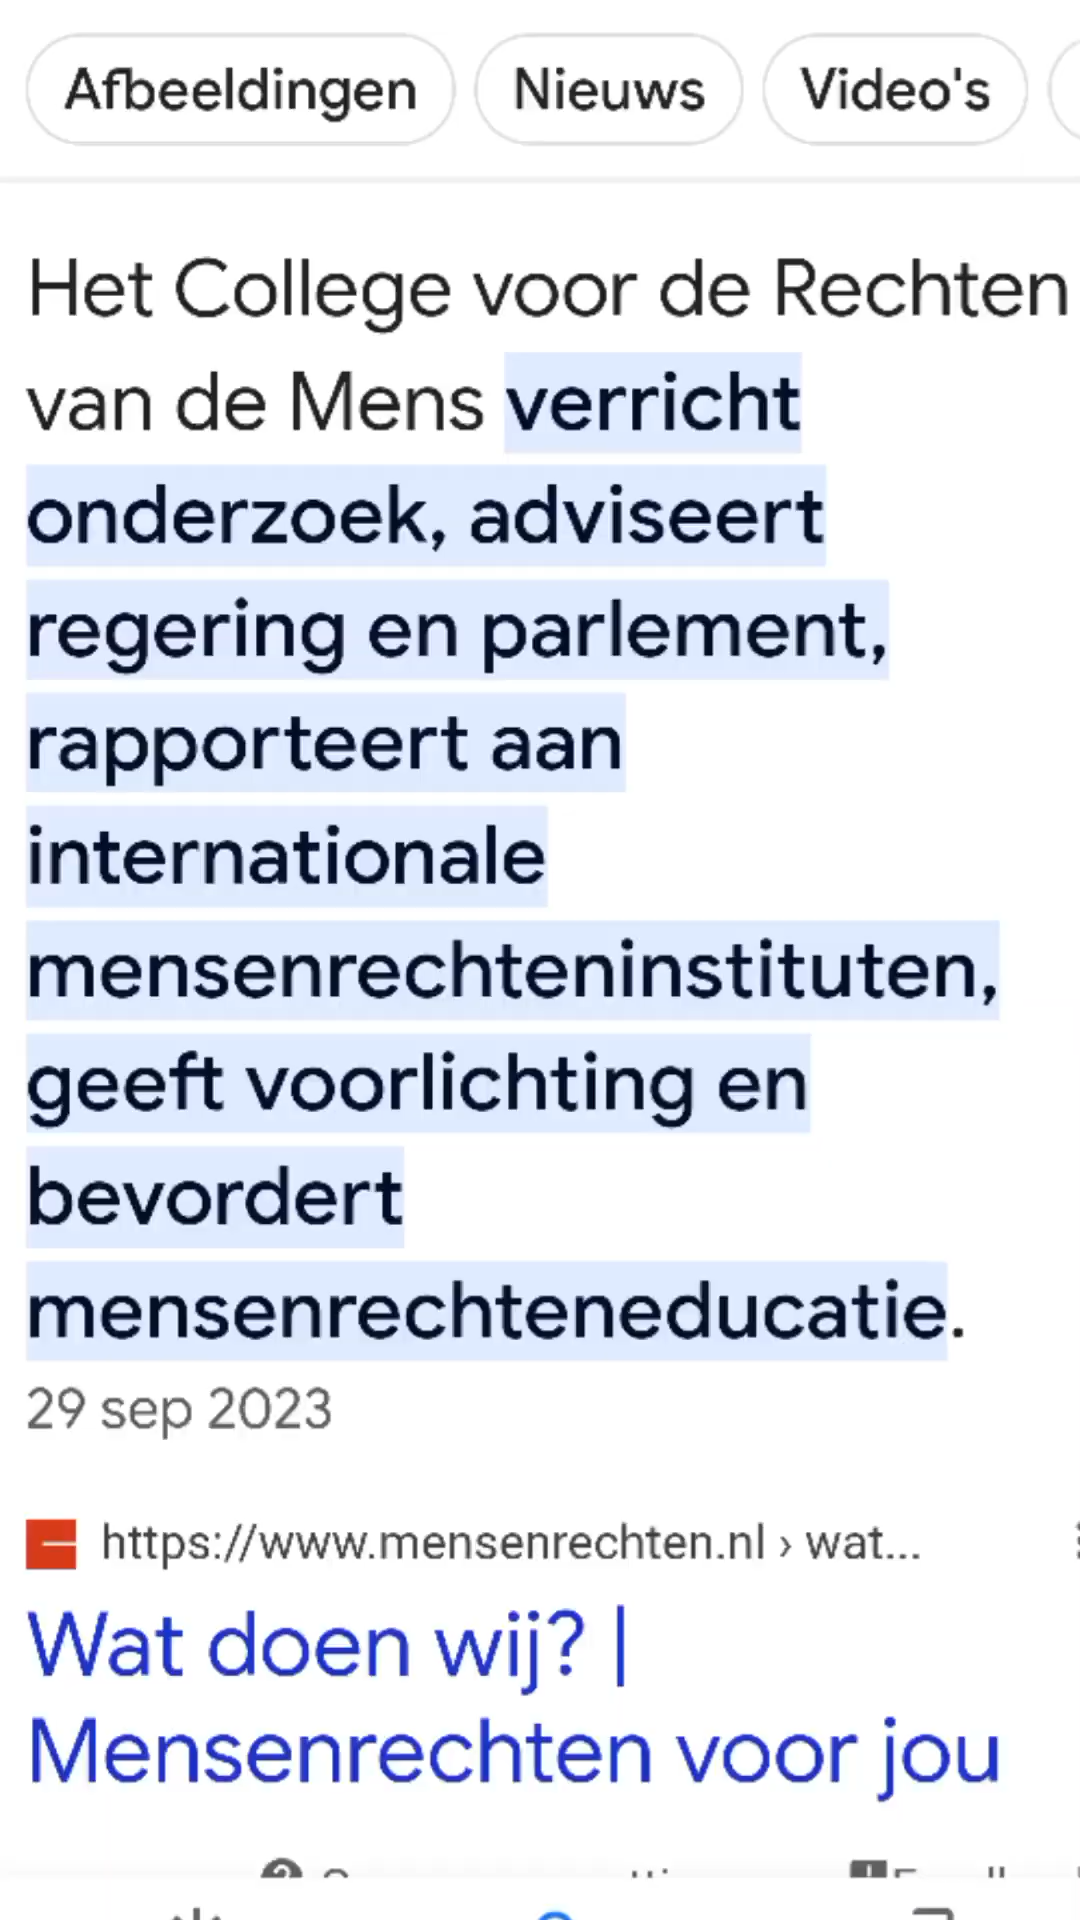 Afbeeldingen Nieuws Video's
Het College voor de Rechten
van de Mens verricht
onderzoek, adviseert
regering en parlement,
rapporteert aan
internationale
mensenrechteninstituten,
geeft voorlichting en
bevordert
mensenrechteneducatie.
29 sep 2023
https://www.mensenrechten.nl › wat...
Wat doen wij? |
Mensenrechten voor jou